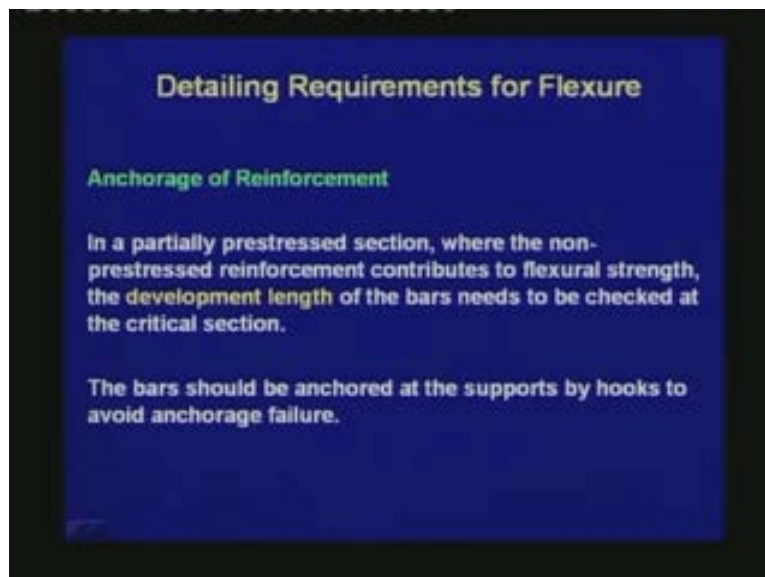 Detailing Requirements for Flexure
Anchorage of Reinforcement
In a partially prestressed section, where the non-
prestressed reinforcement contributes to flexural strength,
the development length of the bars needs to be checked at
the critical section.
The bars should be anchored at the supports by hooks to
avoid anchorage failure.